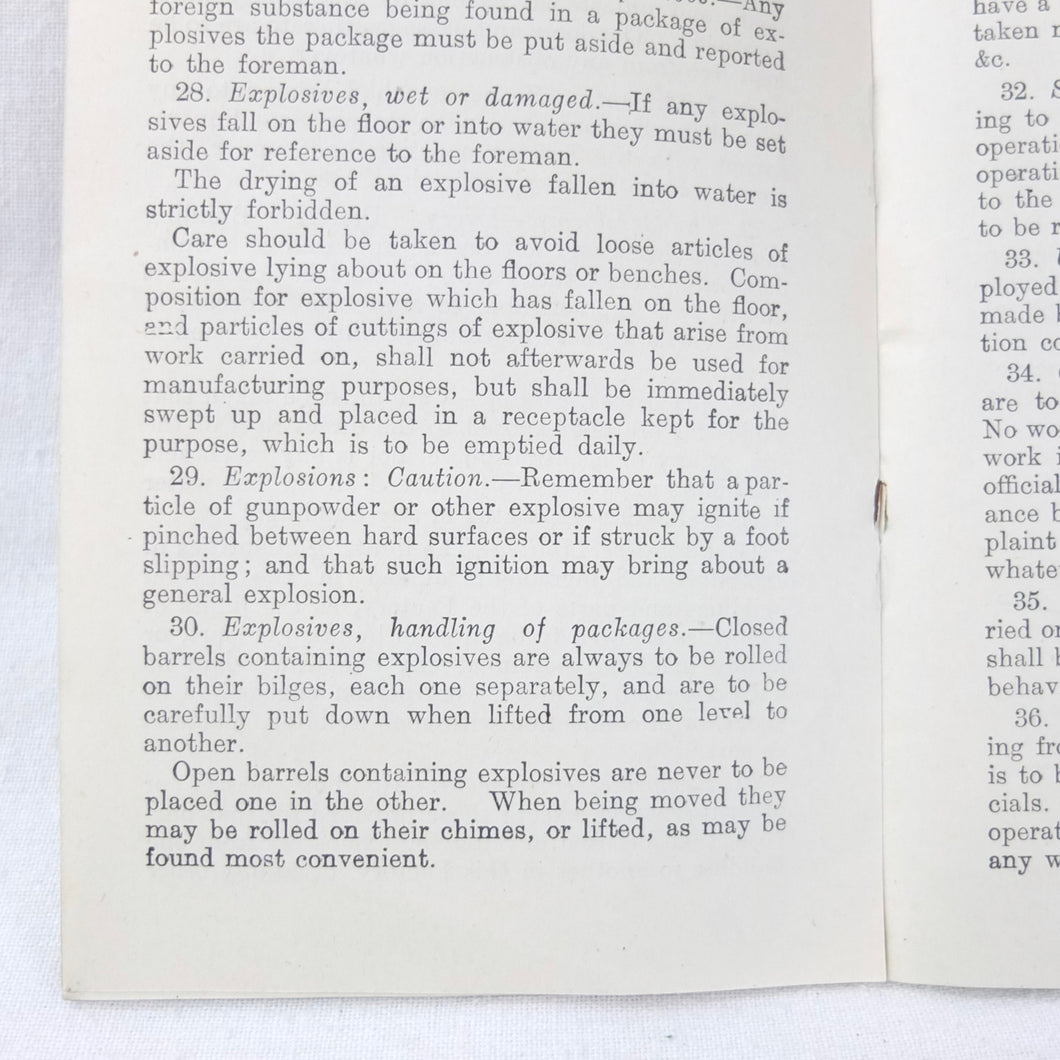 foreign substance being found in a package of ex-
plosives the package must be put aside and reported
to the foreman.
28. Explosives, wet or damaged.—If any explo-
sives fall on the floor or into water they must be set
aside for reference to the foreman.
The drying of an explosive fallen into water is
strictly forbidden.
Care should be taken to avoid loose articles of
explosive lying about on the floors or benches. Com-
position for explosive which has fallen on the floor,
and particles of cuttings of explosive that arise from
work carried on, shall not afterwards be used for
manufacturing purposes, but shall be immediately
swept up and placed in a receptacle kept for the
purpose, which is to be emptied daily.
29. Explosions: Caution.—Remember that a par-
ticle of gunpowder or other explosive may ignite if
pinched between hard surfaces or if struck by a foot
slipping; and that such ignition may bring about a
general explosion.
30. Explosives, handling of packages.—Closed
barrels containing explosives are always to be rolled
on their bilges, each one separately, and are to be
carefully put down when lifted from one level to
another.
Open barrels containing explosives are never to be
placed one in the other. When being moved they
may be rolled on their chimes, or lifted, as may be
found most convenient.
have a
taken
&c.
32.
ing to
operati
operati
to the
to be
33.
ployed
made
tion
34.
are to
No wo
work
official
ance
plaint
whate
35.
ried
shall
behav
36.
ing
is to
cials.
operat
any